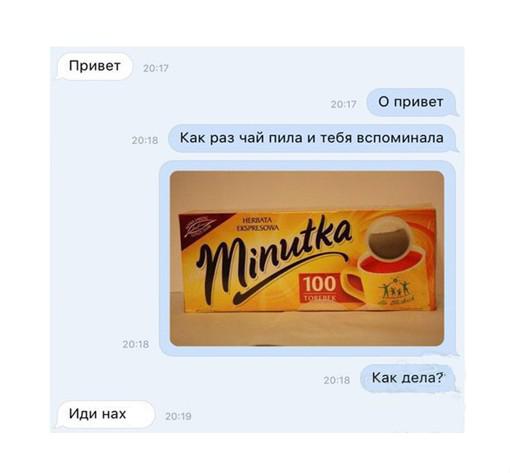 Привет
20:17
20:17
О привет
20:18
Как раз чай пила и тебя вспоминала
HERBATA
EKSPRESOWA
Minutka
100
TOREBEK
20:18
20:18
Как дела?
Иди нах
20:19